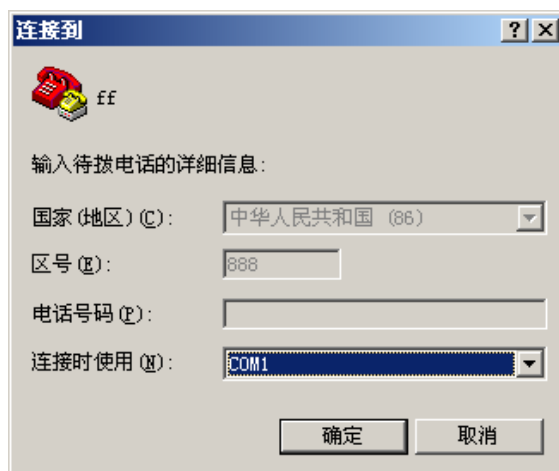 连接到
ff
输入待拨电话的详细信息:
国家(地区)(C): 中华人民共和国 (86)
区号(E): 888
电话号码(P):
连接时使用(N): COM1
确定 取消